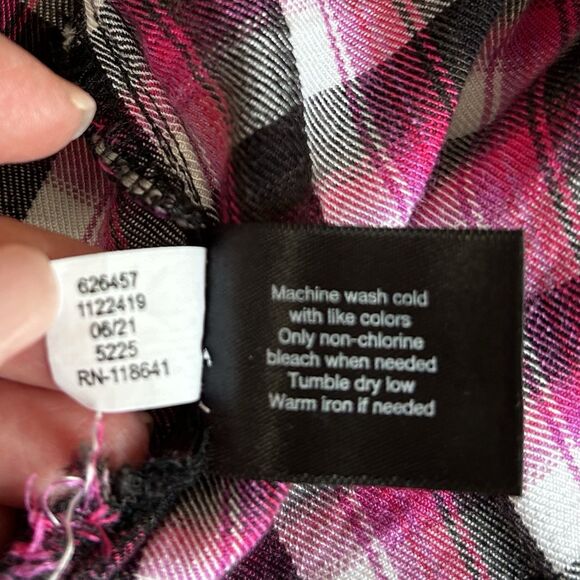 626457
1122419
06/21
5225
RN-118641
Machine wash cold
with like colors
Only non-chlorine
bleach when needed
Tumble dry low
Warm iron if needed